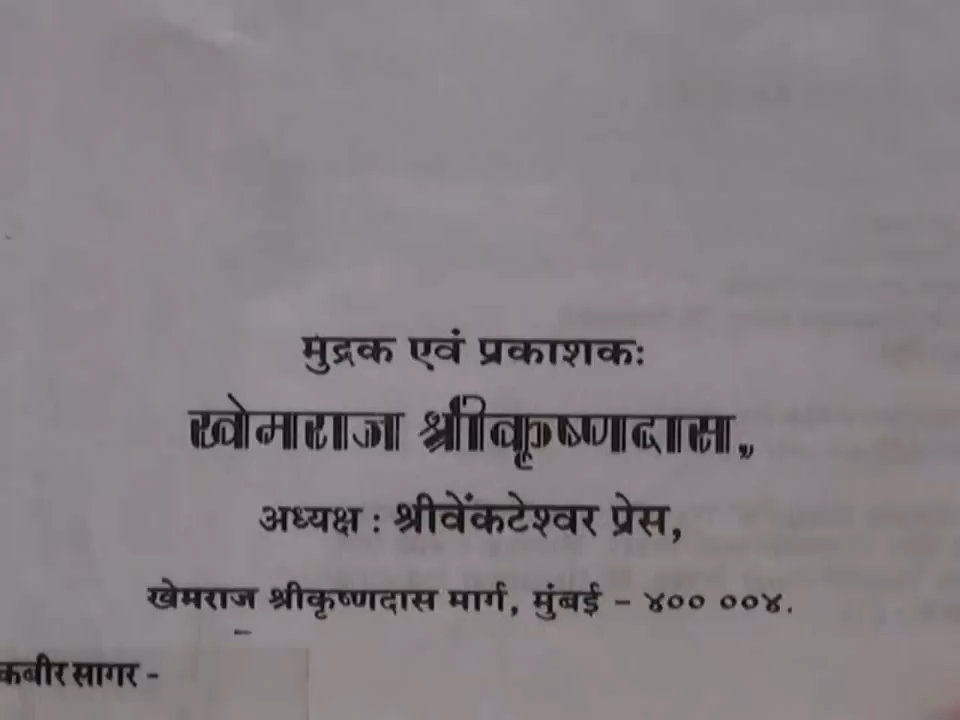 मुद्रक एवं प्रकाशकः
खेमराज श्रीकृष्णदास,,
अध्यक्ष : श्रीवेंकटेश्वर प्रेस,
खेमराज श्रीकृष्णदास मार्ग, मुंबई - ४०० ००४.
कबीर सागर -